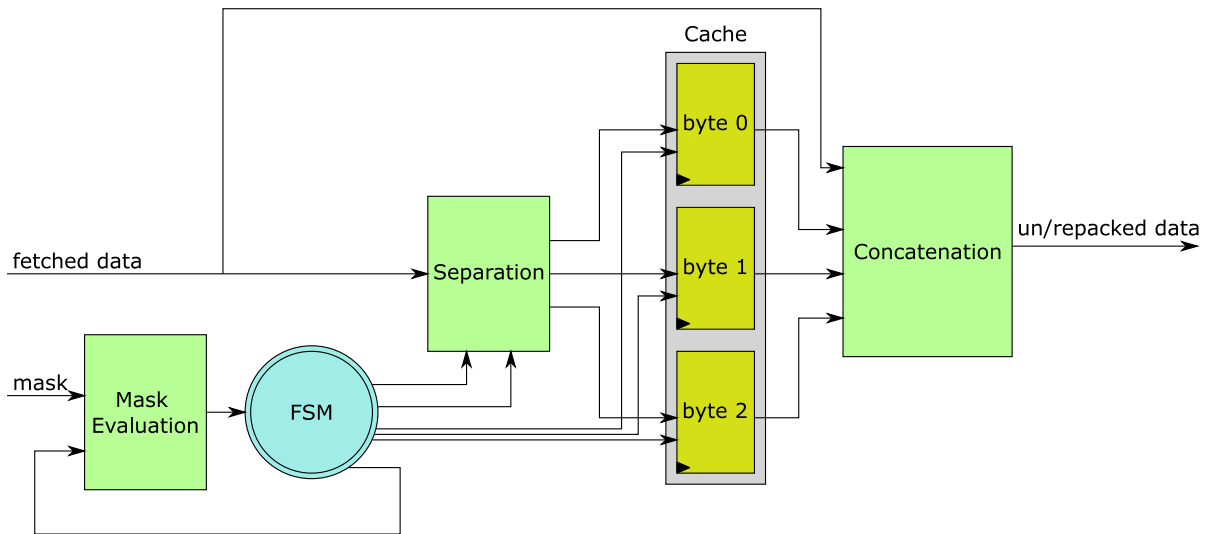 Cache
byte 0
un/repacked data
fetched data
Separation
byte 1
Concatenation
mask
Mask
Evaluation
FSM
byte 2